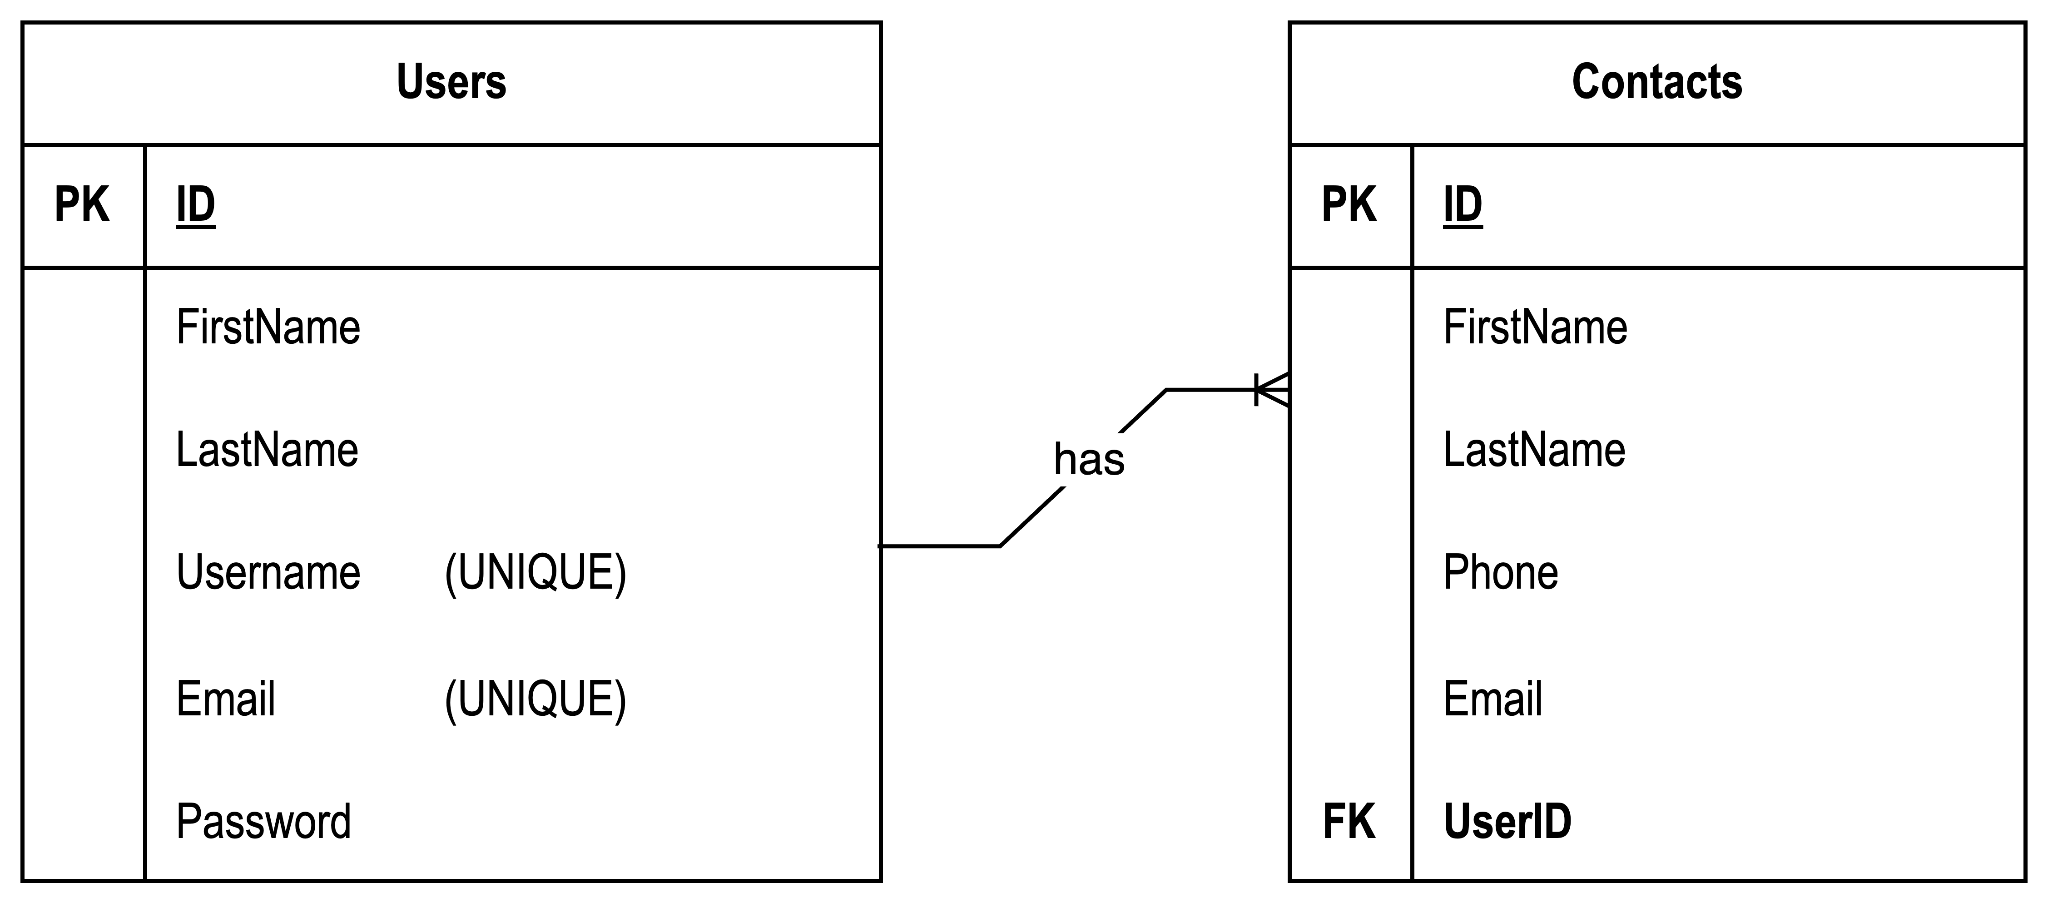 Users
PK ID
FirstName
LastName
Username (UNIQUE)
Email (UNIQUE)
Password
has
Contacts
PK ID
FirstName
LastName
Phone
Email
FK UserID